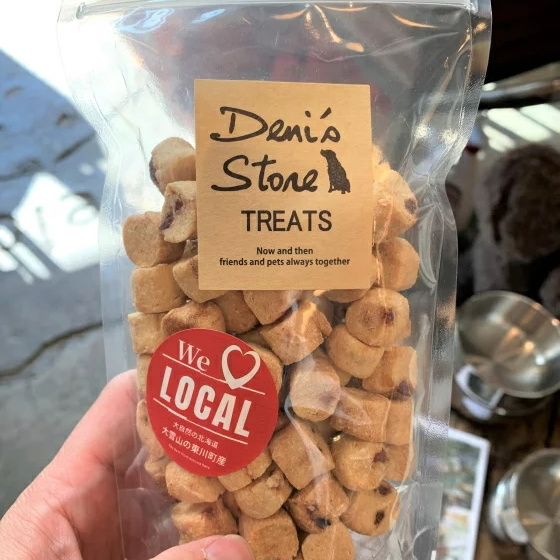 Deni's
Store
TREATS
Now and then
friends and pets always together
We
LOCAL
大自然の北海道
大雪山の東川町産